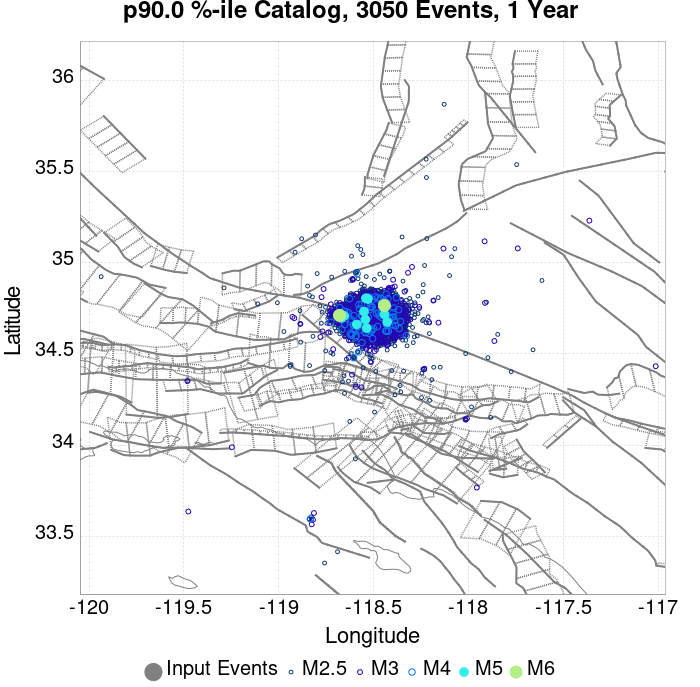 p90.0 %-ile Catalog, 3050 Events, 1 Year
36
35.5
35
34.5
34
33.5
Latitude
-120
-119.5
-119
-118.5
-118
-117.5
-117
Longitude
Input Events
M2.5
M3
M4
M5
M6